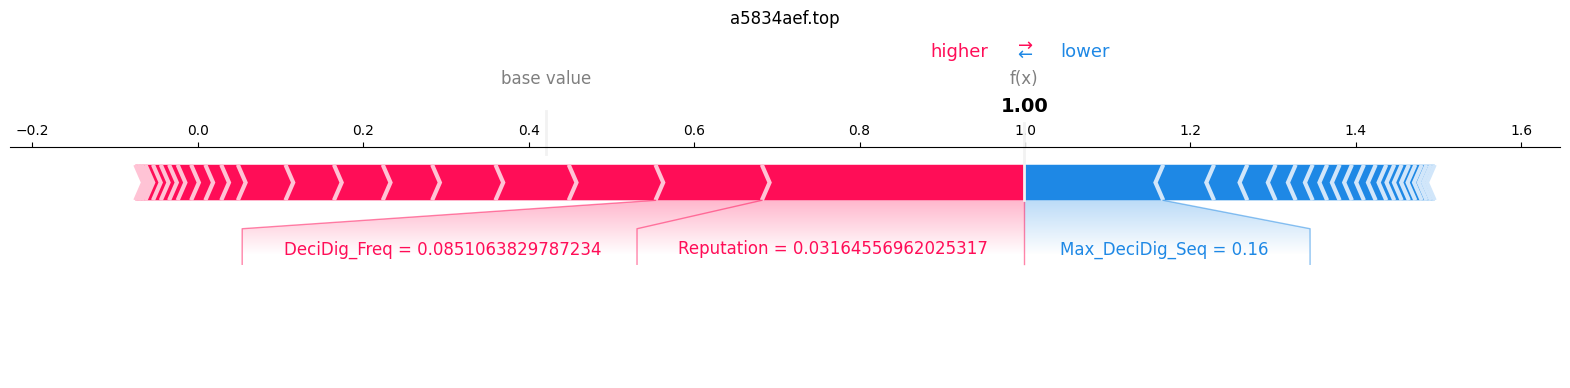 a5834aef.top
higher ⇄ lower
base value f(x)
1.00
−0.2 0.0 0.2 0.4 0.6 0.8 1.0 1.2 1.4 1.6
DeciDig_Freq = 0.0851063829787234 Reputation = 0.03164556962025317 Max_DeciDig_Seq = 0.16